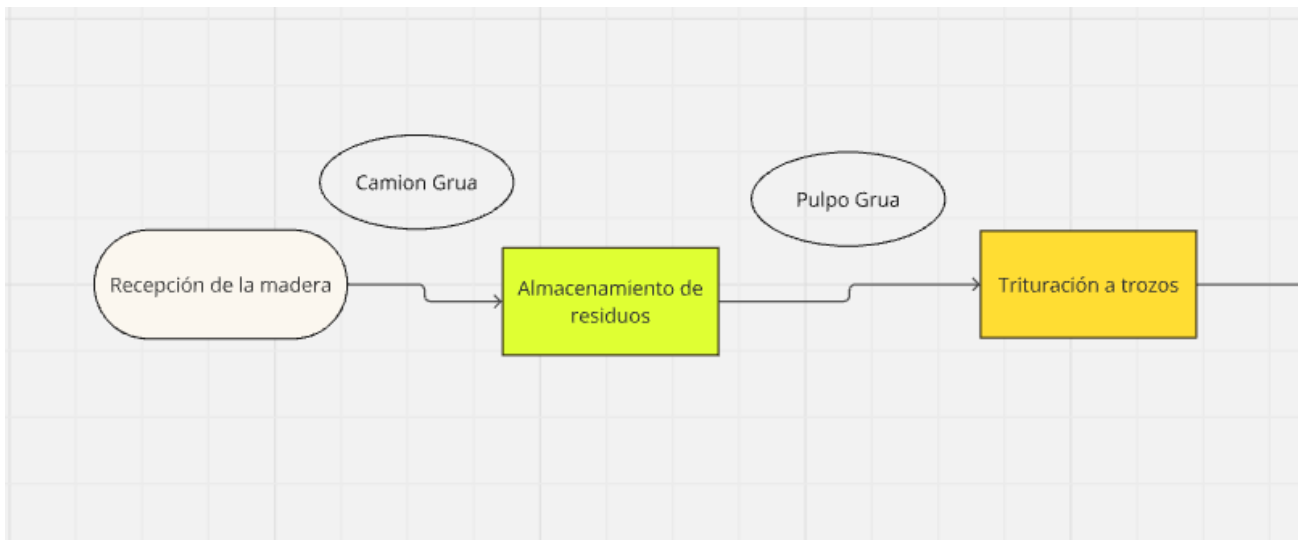 Camion Grua
Pulpo Grua
Recepción de la madera
Almacenamiento de
residuos
Trituración a trozos